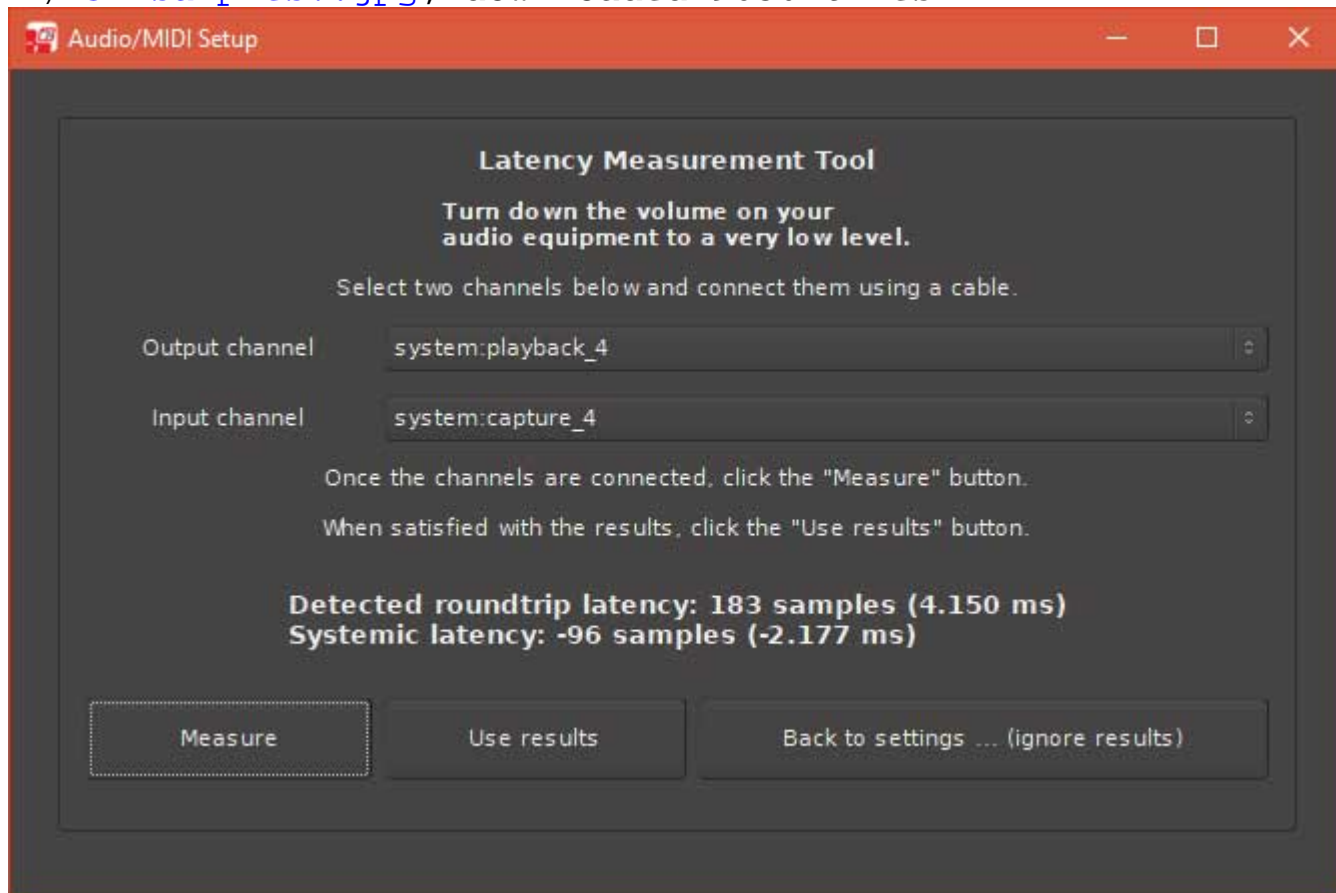 Audio/MIDI Setup
Latency Measurement Tool
Turn down the volume on your
audio equipment to a very low level.
Select two channels below and connect them using a cable.
Output channel system:playback_4
Input channel system:capture_4
Once the channels are connected, click the "Measure" button.
When satisfied with the results, click the "Use results" button.
Detected roundtrip latency: 183 samples (4.150 ms)
Systemic latency: -96 samples (-2.177 ms)
Measure Use results Back to settings ... (ignore results)